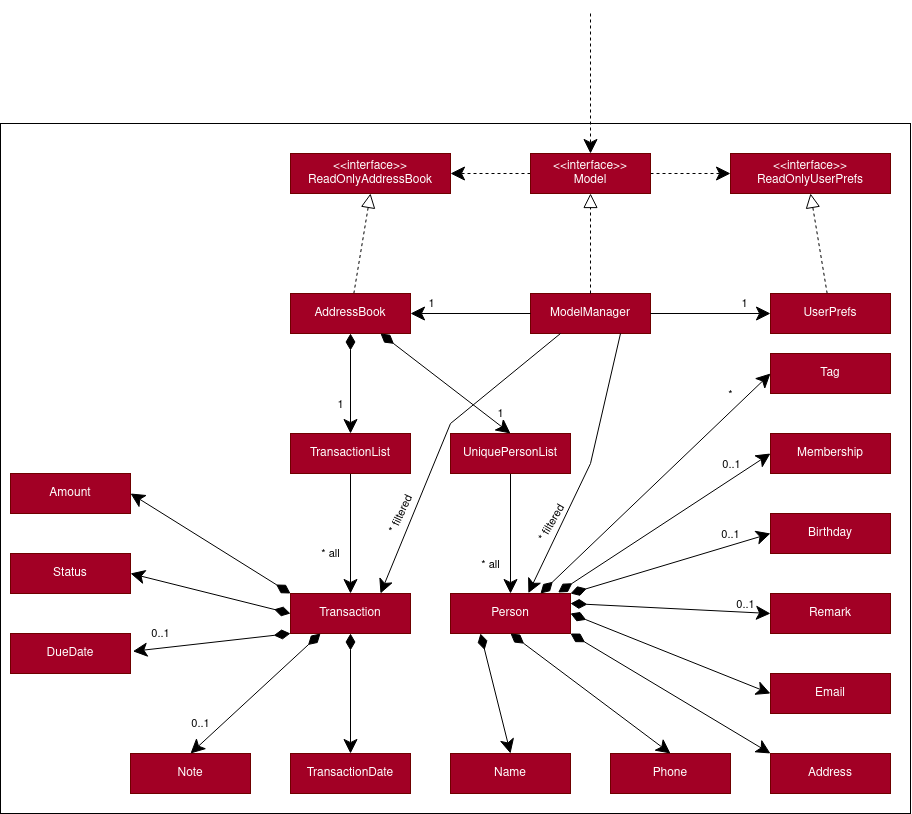 <<interface>>
ReadOnlyAddressBook
<<interface>>
Model
<<interface>>
ReadOnlyUserPrefs
AddressBook
1
ModelManager
1
UserPrefs
Tag
*
1
1
TransactionList
UniquePersonList
Membership
0..1
Amount
* filtered
* filtered
Birthday
0..1
* all
* all
Status
Transaction
Person
0..1
Remark
0..1
DueDate
Email
0..1
Note
TransactionDate
Name
Phone
Address